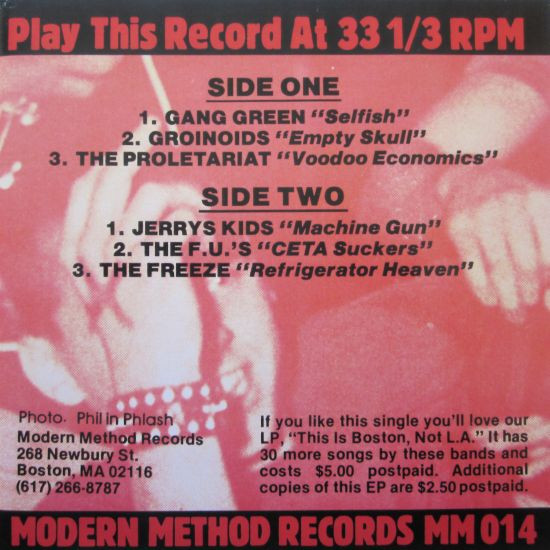 Play This Record At 33 1/3 RPM
SIDE ONE
1. GANG GREEN "Selfish"
2. GROINOIDS "Empty Skull"
3. THE PROLETARIAT "Voodoo Economics"
SIDE TWO
1. JERRYS KIDS "Machine Gun"
2. THE F.U.'S "CETA Suckers"
3. THE FREEZE "Refrigerator Heaven"
Photo. Phil in Phlash
Modern Method Records
268 Newbury St.
Boston, MA 02116
(617) 266-8787
If you like this single you'll love our
LP, "This Is Boston, Not L.A." It has
30 more songs by these bands and
costs $5.00 postpaid. Additional
copies of this EP are $2.50 postpaid.
MODERN METHOD RECORDS MM 014